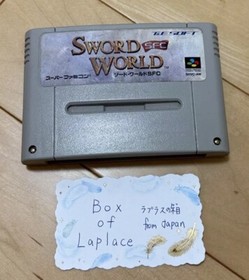 T&E SOFT
SWORD
SFC
WORLD
スーパーファミコン
ソード・ワールドSFC
Box
of
Laplace
ラプラスの箱
from Japan